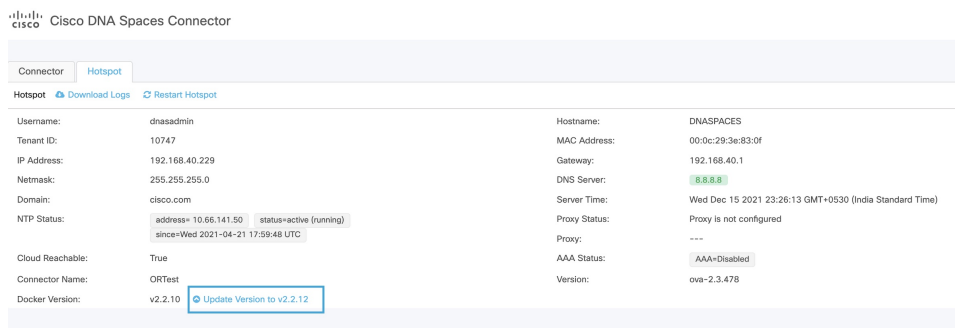 CISCO Cisco DNA Spaces Connector
Connector Hotspot
Hotspot Download Logs Restart Hotspot
Username: dnasadmin Hostname: DNASPACES
Tenant ID: 10747 MAC Address: 00:0c:29:3e:83:0f
IP Address: 192.168.40.229 Gateway: 192.168.40.1
Netmask: 255.255.255.0 DNS Server: 8.8.8.8
Domain: cisco.com Server Time: Wed Dec 15 2021 23:26:13 GMT+0530 (India Standard Time)
NTP Status: address= 10.66.141.50 status=active (running) Proxy Status: Proxy is not configured
since=Wed 2021-04-21 17:59:48 UTC Proxy: ---
Cloud Reachable: True AAA Status: AAA=Disabled
Connector Name: ORTest Version: ova-2.3.478
Docker Version: v2.2.10 Update Version to v2.2.12